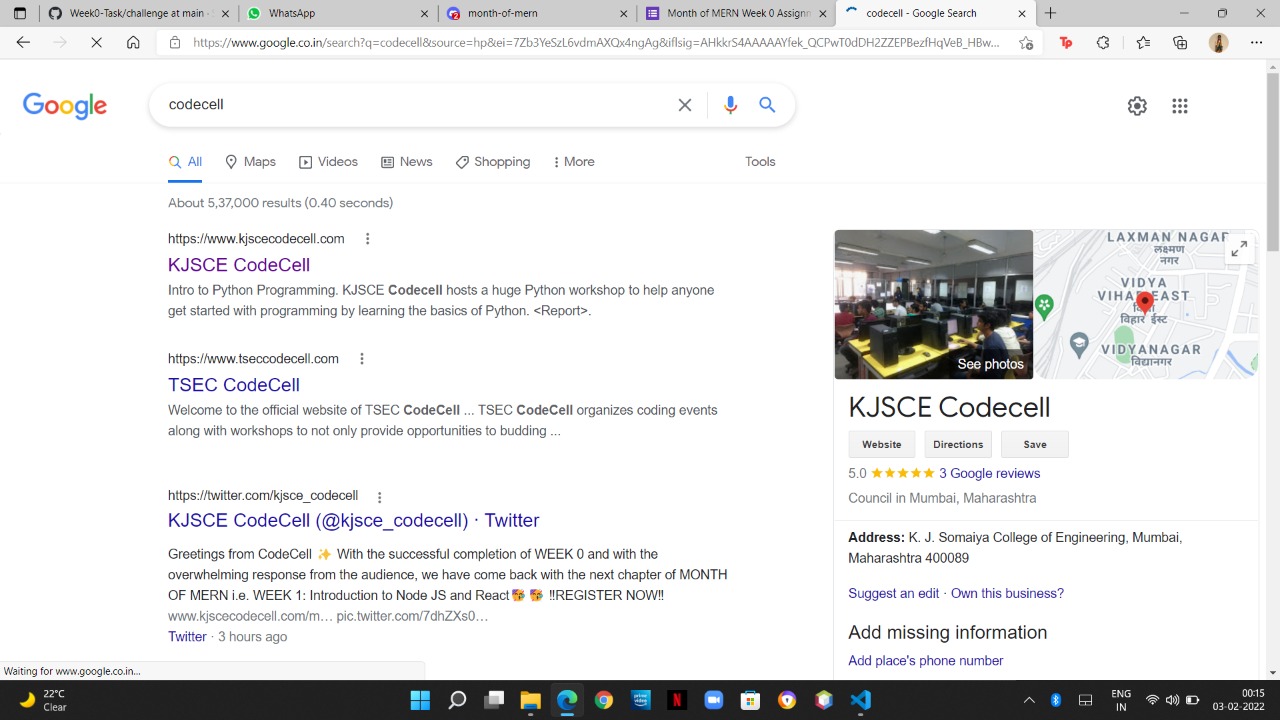 Week0-Task/challenge at main ·
WhatsApp
month-of-mern
Month of MERN Week 0 Assignm
codecell - Google Search
https://www.google.co.in/search?q=codecell&source=hp&ei=7Zb3YeSzL6vdmAXQx4ngAg&iflsig=AHkkrS4AAAAAYfek_QCPwT0dDH2ZZEPBezfHqVeB_HBw...
Google
codecell
All
Maps
Videos
News
Shopping
More
Tools
About 5,37,000 results (0.40 seconds)
https://www.kjscecodecell.com
KJSCE CodeCell
Intro to Python Programming. KJSCE Codecell hosts a huge Python workshop to help anyone
get started with programming by learning the basics of Python. <Report>.
https://www.tseccodecell.com
TSEC CodeCell
Welcome to the official website of TSEC CodeCell ... TSEC CodeCell organizes coding events
along with workshops to not only provide opportunities to budding ...
https://twitter.com/kjsce_codecell
KJSCE CodeCell (@kjsce_codecell) · Twitter
Greetings from CodeCell ✨ With the successful completion of WEEK 0 and with the
overwhelming response from the audience, we have come back with the next chapter of MONTH
OF MERN i.e. WEEK 1: Introduction to Node JS and React🥳 🥳 ‼REGISTER NOW‼
www.kjscecodecell.com/m… pic.twitter.com/7dhZXs0…
Twitter · 3 hours ago
See photos
LAXMAN NAGAR
लक्ष्मण
नगर
VIDYA
VIHAR EAST
विद्या
विहार ईस्ट
VIDYANAGAR
विद्यानगर
KJSCE Codecell
Website
Directions
Save
5.0 ★★★★★ 3 Google reviews
Council in Mumbai, Maharashtra
Address: K. J. Somaiya College of Engineering, Mumbai,
Maharashtra 400089
Suggest an edit · Own this business?
Add missing information
Add place's phone number
Waiting for www.google.co.in...
22°C
Clear
prime video
N
ENG
IN
00:15
03-02-2022